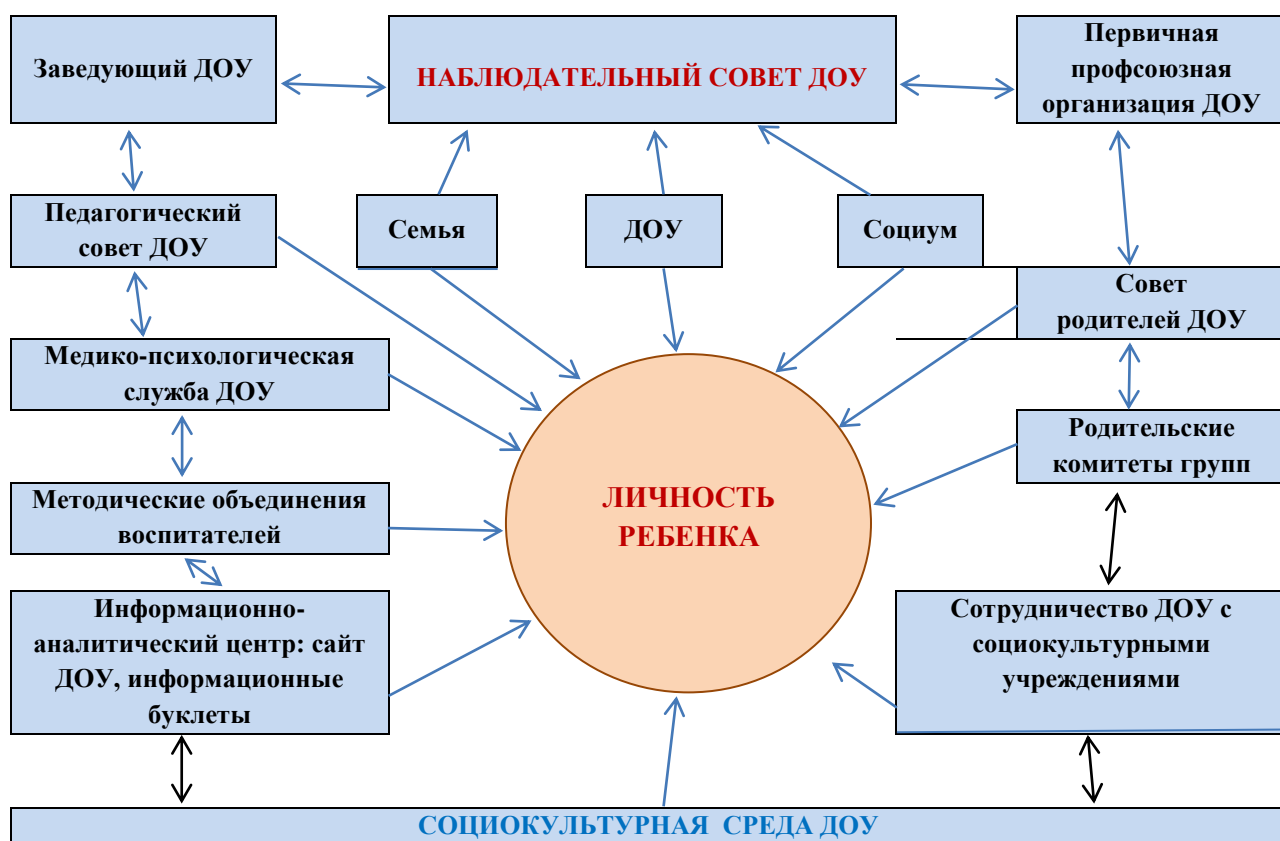 Заведующий ДОУ
НАБЛЮДАТЕЛЬНЫЙ СОВЕТ ДОУ
Первичная
профсоюзная
организация ДОУ
Педагогический
совет ДОУ
Семья
ДОУ
Социум
Совет
родителей ДОУ
Медико-психологическая
служба ДОУ
Родительские
комитеты групп
ЛИЧНОСТЬ
РЕБЕНКА
Методические объединения
воспитателей
Информационно-
аналитический центр: сайт
ДОУ, информационные
буклеты
Сотрудничество ДОУ с
социокультурными
учреждениями
СОЦИОКУЛЬТУРНАЯ СРЕДА ДОУ